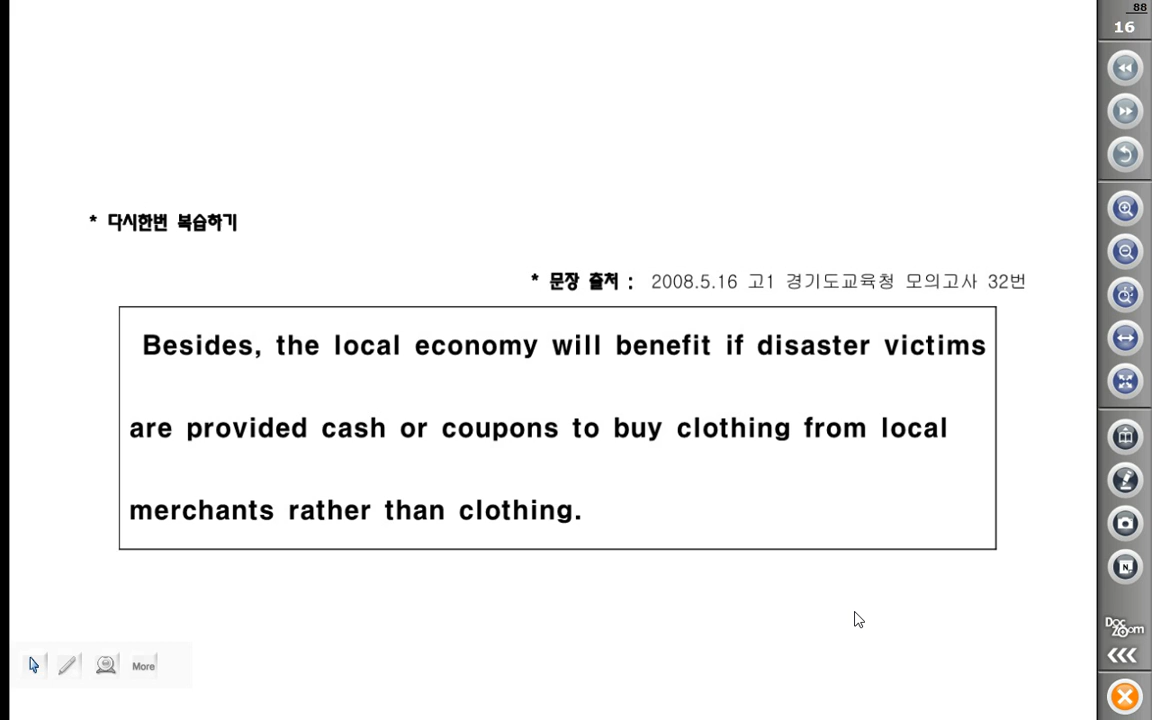 88
16
* 다시한번 복습하기
* 문장 출처 : 2008.5.16 고1 경기도교육청 모의고사 32번
Besides, the local economy will benefit if disaster victims
are provided cash or coupons to buy clothing from local
merchants rather than clothing.
N
Doc
Zoom
More